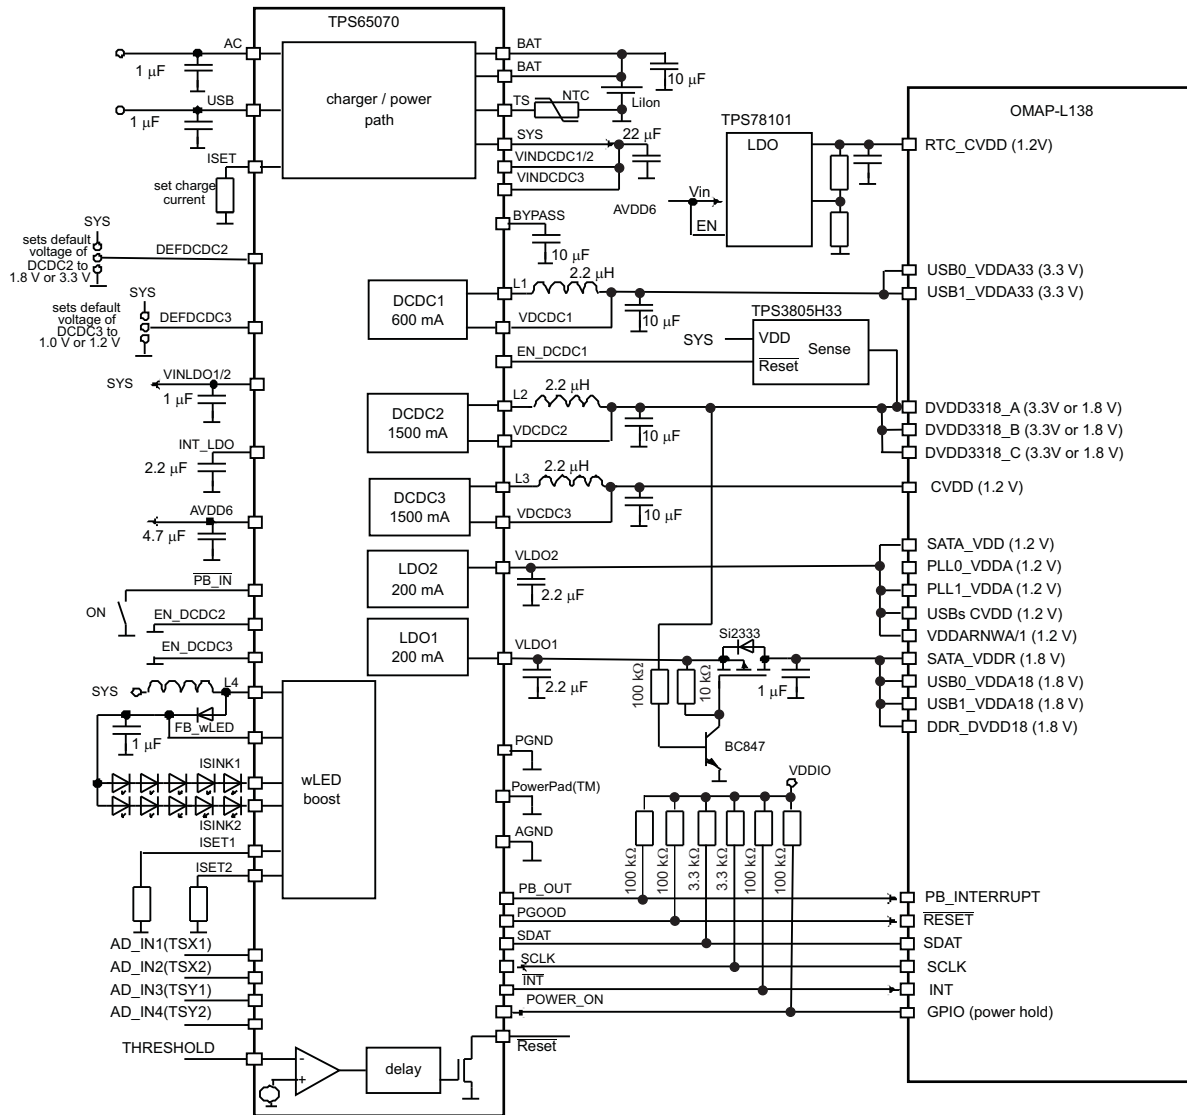 TPS65070
AC
1 μF
USB
1 μF
ISET
set charge
current
charger / power
path
BAT
BAT
10 μF
TS
NTC
LiIon
SYS
22 μF
VINDCDC1/2
VINDCDC3
BYPASS
10 μF
TPS78101
LDO
Vin
AVDD6
EN
OMAP-L138
RTC_CVDD (1.2V)
SYS
sets default
voltage of
DCDC2 to
1.8 V or 3.3 V
DEFDCDC2
SYS
sets default
voltage of
DCDC3 to
1.0 V or 1.2 V
DEFDCDC3
DCDC1
600 mA
L1
2.2 μH
VDCDC1
10 μF
USB0_VDDA33 (3.3 V)
USB1_VDDA33 (3.3 V)
TPS3805H33
SYS
VDD
Sense
Reset
EN_DCDC1
SYS
VINLDO1/2
1 μF
DCDC2
1500 mA
L2
2.2 μH
VDCDC2
10 μF
DVDD3318_A (3.3V or 1.8 V)
DVDD3318_B (3.3V or 1.8 V)
DVDD3318_C (3.3V or 1.8 V)
INT_LDO
2.2 μF
DCDC3
1500 mA
L3
2.2 μH
VDCDC3
10 μF
CVDD (1.2 V)
AVDD6
4.7 μF
LDO2
200 mA
VLDO2
2.2 μF
SATA_VDD (1.2 V)
PLL0_VDDA (1.2 V)
PLL1_VDDA (1.2 V)
USBs CVDD (1.2 V)
VDDARNWA/1 (1.2 V)
PB_IN
ON
EN_DCDC2
EN_DCDC3
LDO1
200 mA
VLDO1
2.2 μF
100 kΩ
10 kΩ
Si2333
1 μF
BC847
SATA_VDDR (1.8 V)
USB0_VDDA18 (1.8 V)
USB1_VDDA18 (1.8 V)
DDR_DVDD18 (1.8 V)
SYS
L4
FB_wLED
1 μF
ISINK1
ISINK2
ISET1
ISET2
wLED
boost
PGND
PowerPad(TM)
AGND
VDDIO
100 kΩ
100 kΩ
3.3 kΩ
3.3 kΩ
100 kΩ
100 kΩ
PB_OUT
PB_INTERRUPT
PGOOD
RESET
SDAT
SDAT
SCLK
SCLK
INT
INT
POWER_ON
GPIO (power hold)
AD_IN1(TSX1)
AD_IN2(TSX2)
AD_IN3(TSY1)
AD_IN4(TSY2)
THRESHOLD
-
+
delay
Reset